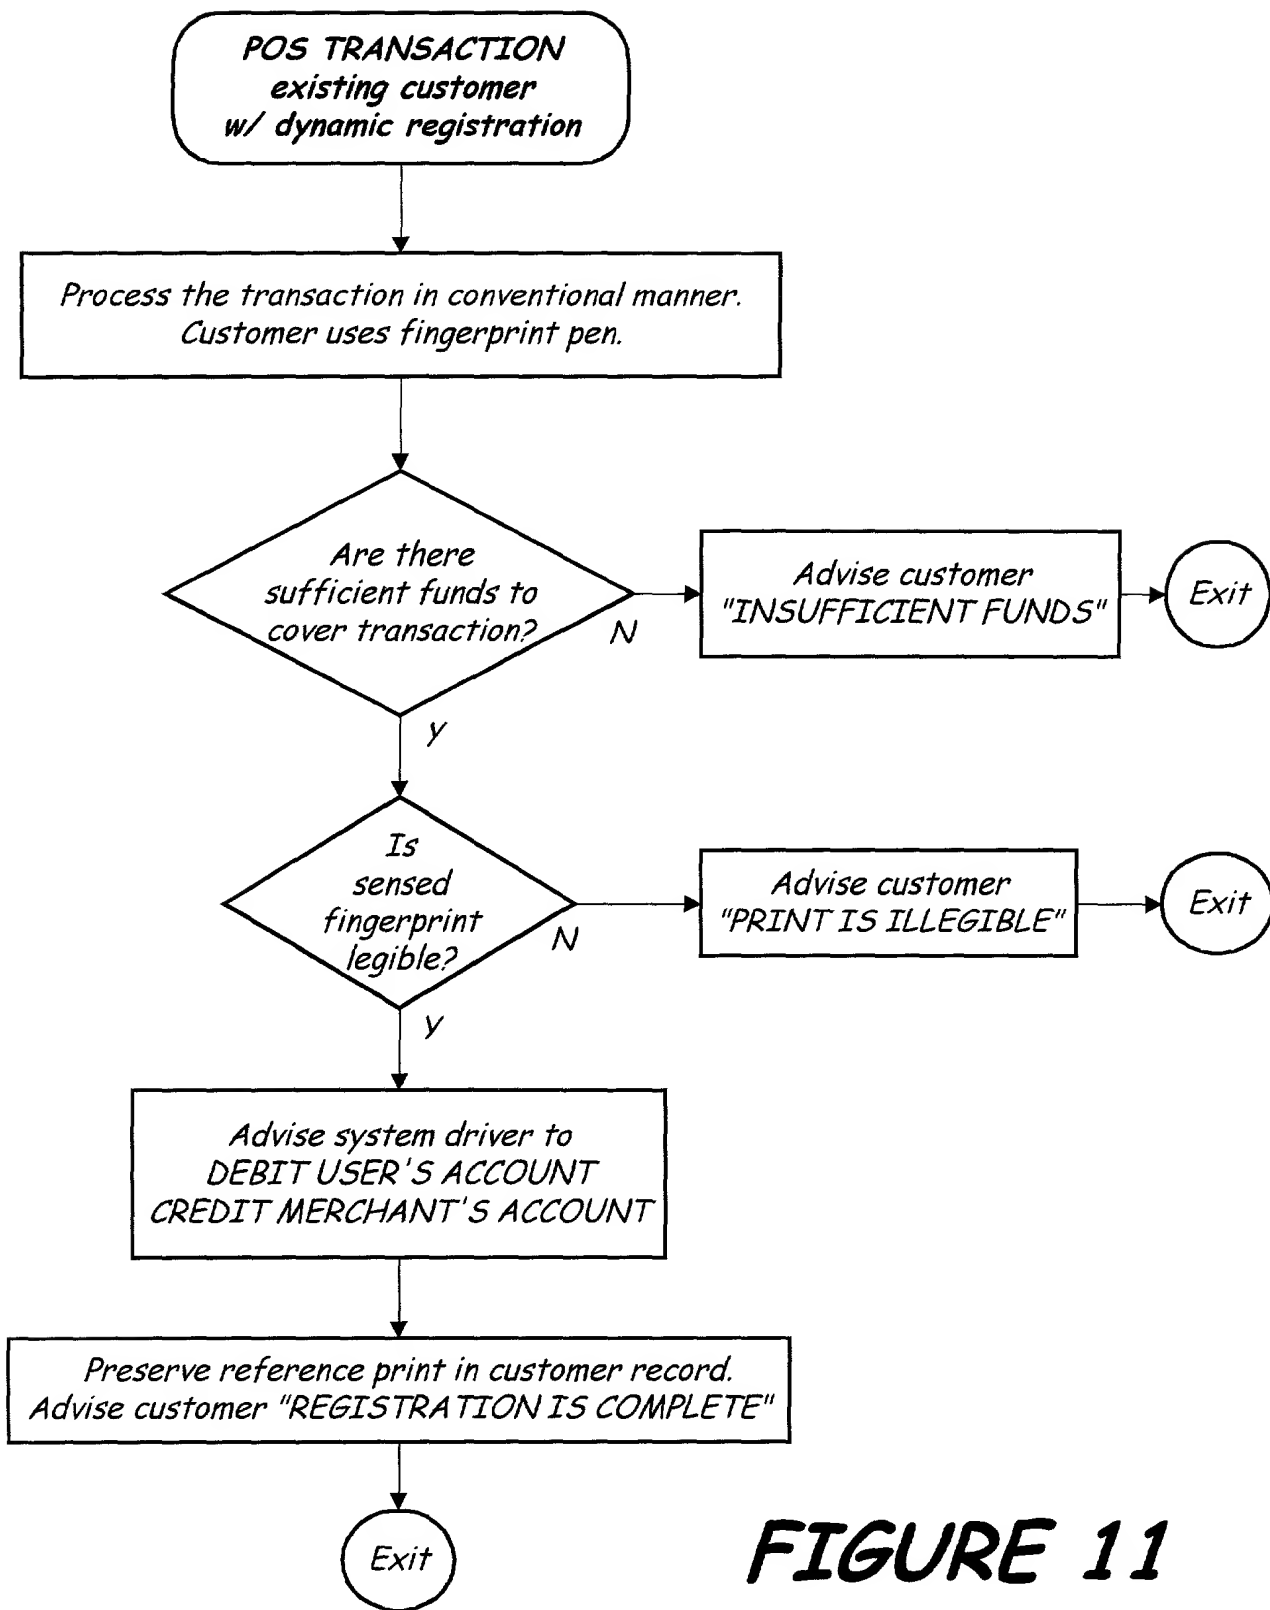 POS TRANSACTION
existing customer
w/ dynamic registration
Process the transaction in conventional manner.
Customer uses fingerprint pen.
Are there
sufficient funds to
cover transaction?
N
Advise customer
"INSUFFICIENT FUNDS"
Exit
Y
Is
sensed
fingerprint
legible?
N
Advise customer
"PRINT IS ILLEGIBLE"
Exit
Y
Advise system driver to
DEBIT USER'S ACCOUNT
CREDIT MERCHANT'S ACCOUNT
Preserve reference print in customer record.
Advise customer "REGISTRATION IS COMPLETE"
Exit
FIGURE 11